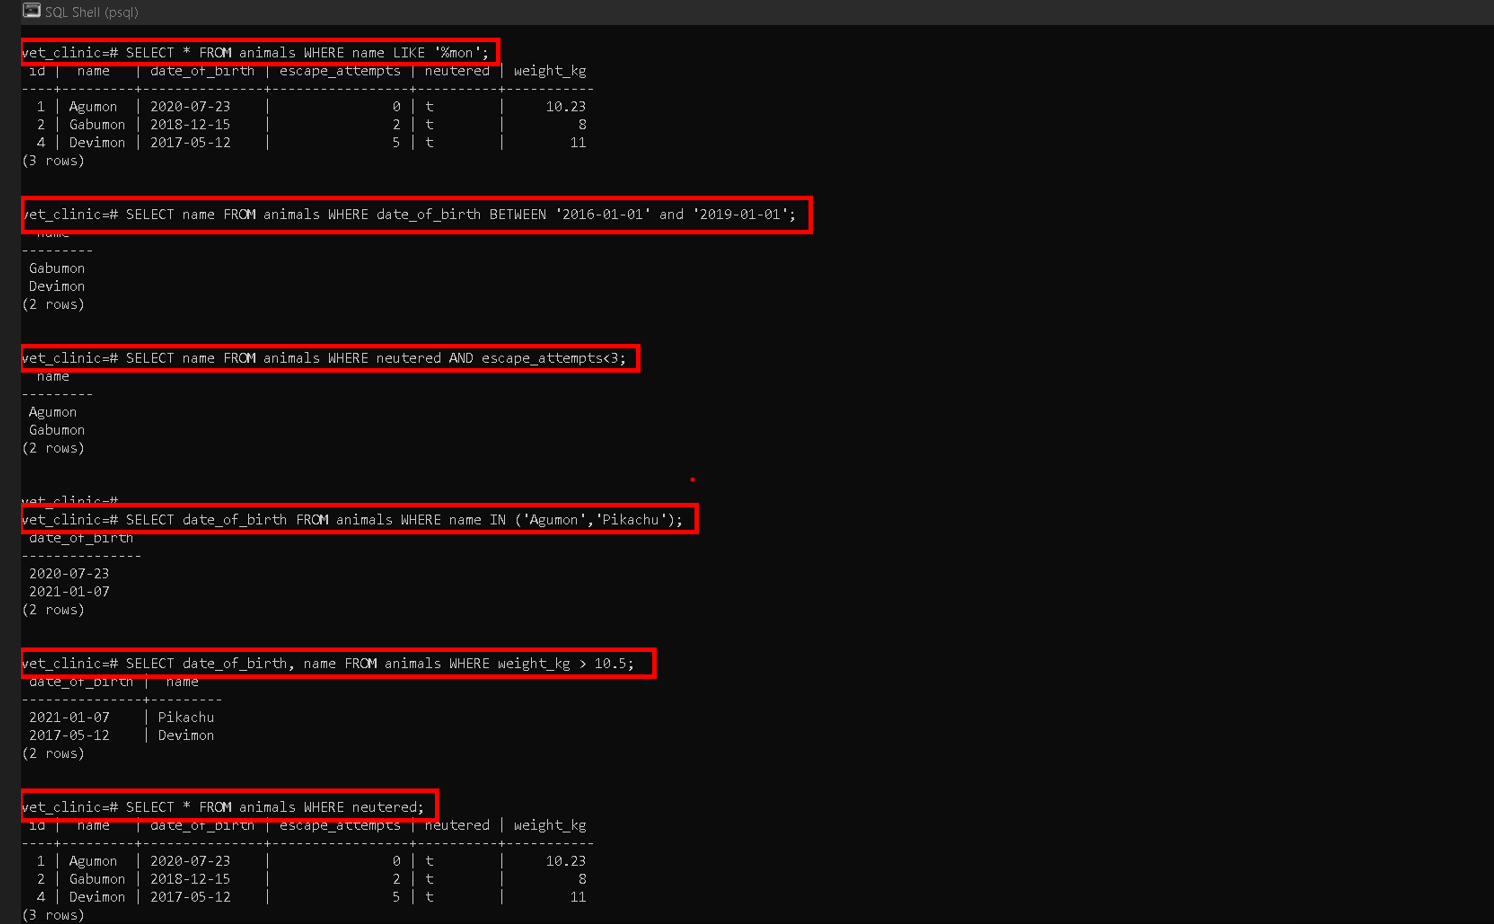 SQL Shell (psql)
vet_clinic=# SELECT * FROM animals WHERE name LIKE '%mon';
 id |  name   | date_of_birth | escape_attempts | neutered | weight_kg
----+---------+---------------+-----------------+----------+-----------
  1 | Agumon  | 2020-07-23    |               0 | t        |     10.23
  2 | Gabumon | 2018-12-15    |               2 | t        |         8
  4 | Devimon | 2017-05-12    |               5 | t        |        11
(3 rows)
vet_clinic=# SELECT name FROM animals WHERE date_of_birth BETWEEN '2016-01-01' and '2019-01-01';
  name
---------
 Gabumon
 Devimon
(2 rows)
vet_clinic=# SELECT name FROM animals WHERE neutered AND escape_attempts<3;
  name
---------
 Agumon
 Gabumon
(2 rows)
vet_clinic=#
vet_clinic=# SELECT date_of_birth FROM animals WHERE name IN ('Agumon','Pikachu');
 date_of_birth
---------------
 2020-07-23
 2021-01-07
(2 rows)
vet_clinic=# SELECT date_of_birth, name FROM animals WHERE weight_kg > 10.5;
 date_of_birth |  name
---------------+---------
 2021-01-07    | Pikachu
 2017-05-12    | Devimon
(2 rows)
vet_clinic=# SELECT * FROM animals WHERE neutered;
 id |  name   | date_of_birth | escape_attempts | neutered | weight_kg
----+---------+---------------+-----------------+----------+-----------
  1 | Agumon  | 2020-07-23    |               0 | t        |     10.23
  2 | Gabumon | 2018-12-15    |               2 | t        |         8
  4 | Devimon | 2017-05-12    |               5 | t        |        11
(3 rows)